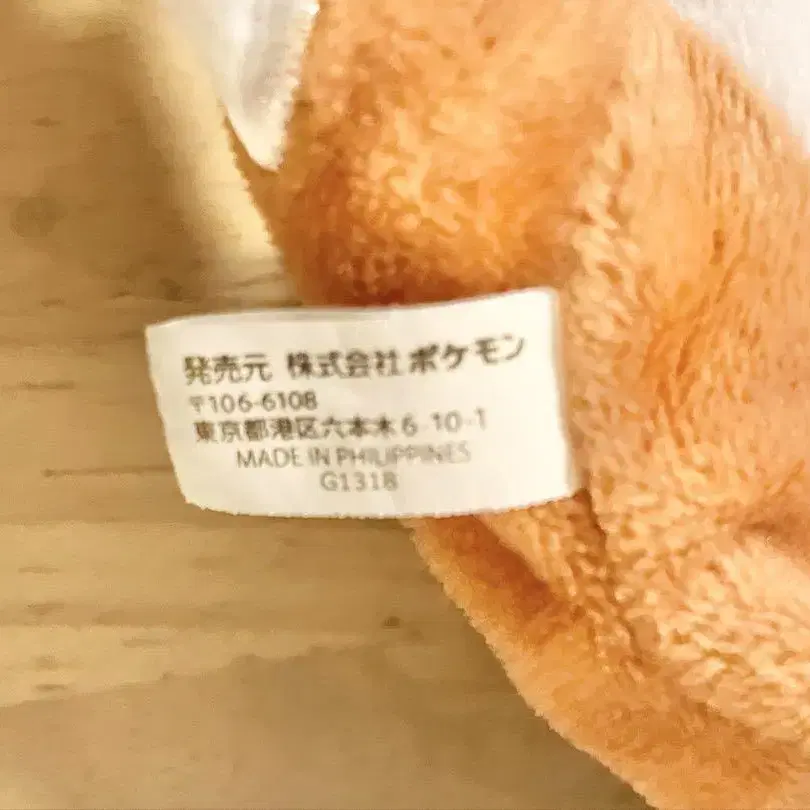 発売元 株式会社ポケモン
〒106-6108
東京都港区六本木6-10-1
MADE IN PHILIPPINES
G1318